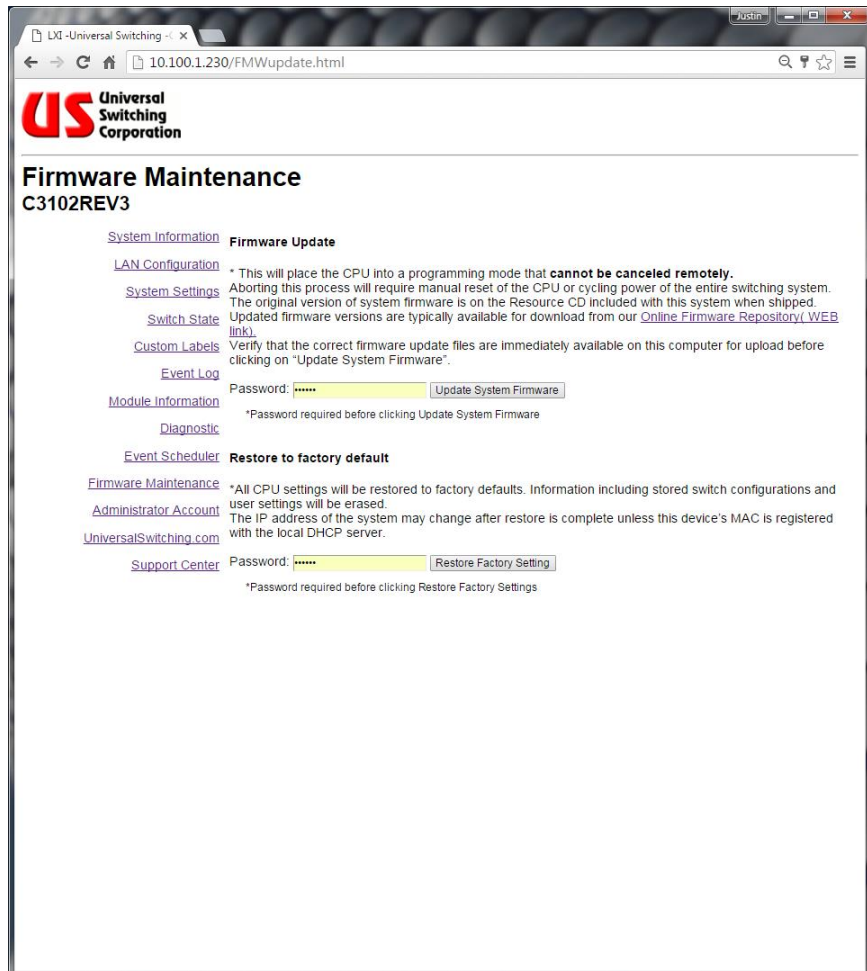 Justin
LXI -Universal Switching -
10.100.1.230/FMWupdate.html
US Universal
Switching
Corporation
Firmware Maintenance
C3102REV3
System Information
LAN Configuration
System Settings
Switch State
Custom Labels
Event Log
Module Information
Diagnostic
Event Scheduler
Firmware Maintenance
Administrator Account
UniversalSwitching.com
Support Center
Firmware Update
* This will place the CPU into a programming mode that cannot be canceled remotely.
Aborting this process will require manual reset of the CPU or cycling power of the entire switching system.
The original version of system firmware is on the Resource CD included with this system when shipped.
Updated firmware versions are typically available for download from our Online Firmware Repository( WEB
link).
Verify that the correct firmware update files are immediately available on this computer for upload before
clicking on “Update System Firmware”.
Password: •••••• Update System Firmware
*Password required before clicking Update System Firmware
Restore to factory default
*All CPU settings will be restored to factory defaults. Information including stored switch configurations and
user settings will be erased.
The IP address of the system may change after restore is complete unless this device's MAC is registered
with the local DHCP server.
Password: •••••• Restore Factory Setting
*Password required before clicking Restore Factory Settings